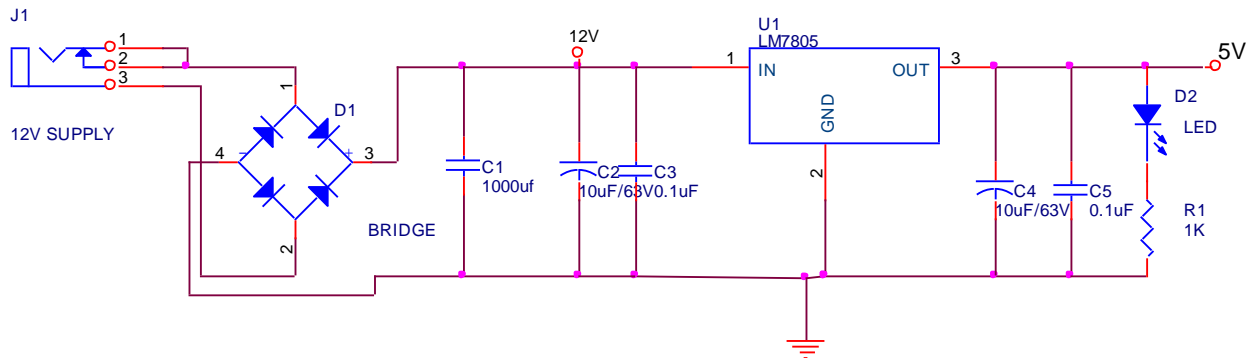 J1
1
2
3
12V SUPPLY
1
D1
4
-
+
3
2
BRIDGE
12V
C1
1000uf
C2
10uF/63V
C3
0.1uF
U1
LM7805
1
IN
OUT
3
GND
2
5V
C4
10uF/63V
C5
0.1uF
D2
LED
R1
1K